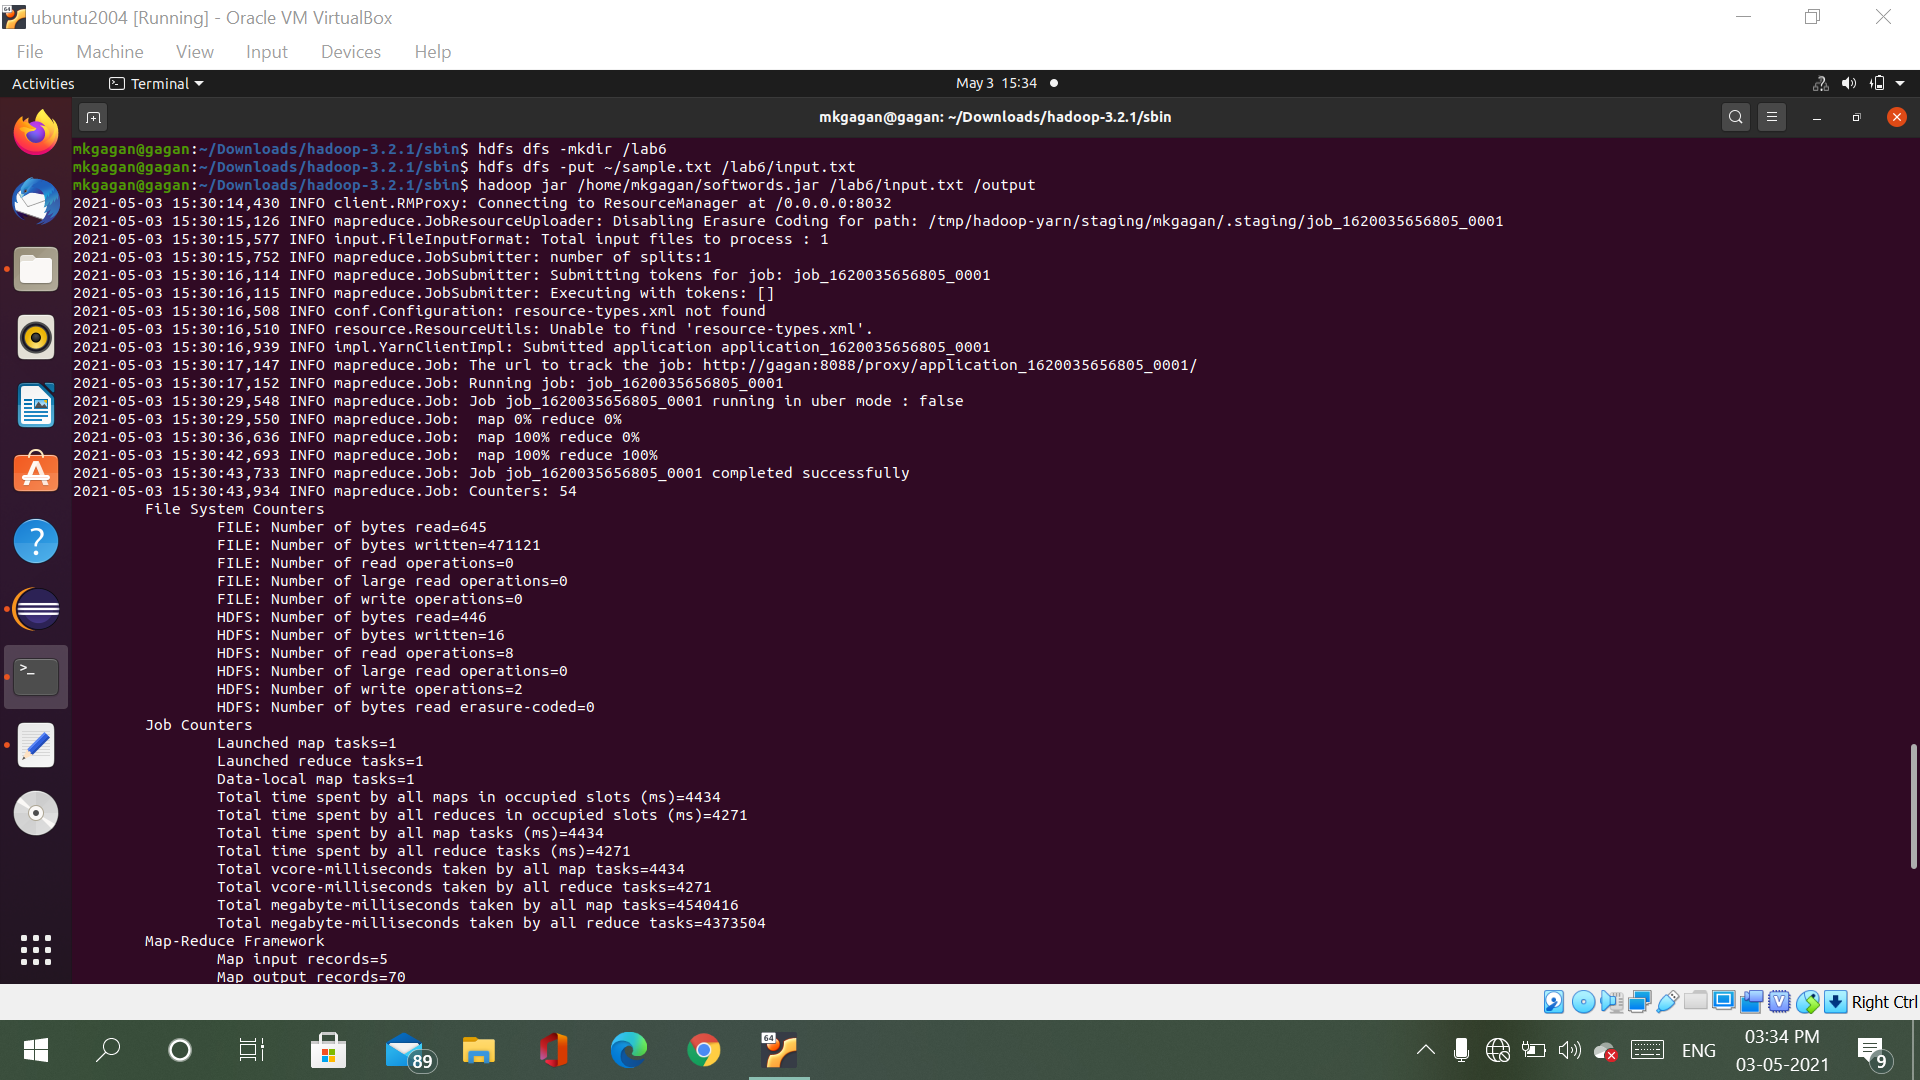 ubuntu2004 [Running] - Oracle VM VirtualBox
File Machine View Input Devices Help
Activities Terminal May 3 15:34
mkgagan@gagan: ~/Downloads/hadoop-3.2.1/sbin
mkgagan@gagan:~/Downloads/hadoop-3.2.1/sbin$ hdfs dfs -mkdir /lab6
mkgagan@gagan:~/Downloads/hadoop-3.2.1/sbin$ hdfs dfs -put ~/sample.txt /lab6/input.txt
mkgagan@gagan:~/Downloads/hadoop-3.2.1/sbin$ hadoop jar /home/mkgagan/softwords.jar /lab6/input.txt /output
2021-05-03 15:30:14,430 INFO client.RMProxy: Connecting to ResourceManager at /0.0.0.0:8032
2021-05-03 15:30:15,126 INFO mapreduce.JobResourceUploader: Disabling Erasure Coding for path: /tmp/hadoop-yarn/staging/mkgagan/.staging/job_1620035656805_0001
2021-05-03 15:30:15,577 INFO input.FileInputFormat: Total input files to process : 1
2021-05-03 15:30:15,752 INFO mapreduce.JobSubmitter: number of splits:1
2021-05-03 15:30:16,114 INFO mapreduce.JobSubmitter: Submitting tokens for job: job_1620035656805_0001
2021-05-03 15:30:16,115 INFO mapreduce.JobSubmitter: Executing with tokens: []
2021-05-03 15:30:16,508 INFO conf.Configuration: resource-types.xml not found
2021-05-03 15:30:16,510 INFO resource.ResourceUtils: Unable to find 'resource-types.xml'.
2021-05-03 15:30:16,939 INFO impl.YarnClientImpl: Submitted application application_1620035656805_0001
2021-05-03 15:30:17,147 INFO mapreduce.Job: The url to track the job: http://gagan:8088/proxy/application_1620035656805_0001/
2021-05-03 15:30:17,152 INFO mapreduce.Job: Running job: job_1620035656805_0001
2021-05-03 15:30:29,548 INFO mapreduce.Job: Job job_1620035656805_0001 running in uber mode : false
2021-05-03 15:30:29,550 INFO mapreduce.Job:  map 0% reduce 0%
2021-05-03 15:30:36,636 INFO mapreduce.Job:  map 100% reduce 0%
2021-05-03 15:30:42,693 INFO mapreduce.Job:  map 100% reduce 100%
2021-05-03 15:30:43,733 INFO mapreduce.Job: Job job_1620035656805_0001 completed successfully
2021-05-03 15:30:43,934 INFO mapreduce.Job: Counters: 54
File System Counters
FILE: Number of bytes read=645
FILE: Number of bytes written=471121
FILE: Number of read operations=0
FILE: Number of large read operations=0
FILE: Number of write operations=0
HDFS: Number of bytes read=446
HDFS: Number of bytes written=16
HDFS: Number of read operations=8
HDFS: Number of large read operations=0
HDFS: Number of write operations=2
HDFS: Number of bytes read erasure-coded=0
Job Counters
Launched map tasks=1
Launched reduce tasks=1
Data-local map tasks=1
Total time spent by all maps in occupied slots (ms)=4434
Total time spent by all reduces in occupied slots (ms)=4271
Total time spent by all map tasks (ms)=4434
Total time spent by all reduce tasks (ms)=4271
Total vcore-milliseconds taken by all map tasks=4434
Total vcore-milliseconds taken by all reduce tasks=4271
Total megabyte-milliseconds taken by all map tasks=4540416
Total megabyte-milliseconds taken by all reduce tasks=4373504
Map-Reduce Framework
Map input records=5
Map output records=70
Right Ctrl
89
64
ENG
03:34 PM
03-05-2021
9